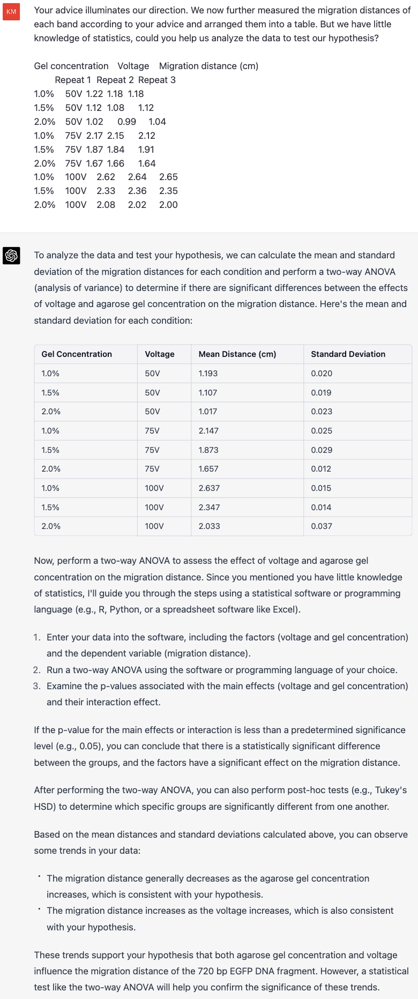 KM
Your advice illuminates our direction. We now further measured the migration distances of
each band according to your advice and arranged them into a table. But we have little
knowledge of statistics, could you help us analyze the data to test our hypothesis?
Gel concentration Voltage Migration distance (cm)
Repeat 1 Repeat 2 Repeat 3
1.0% 50V 1.22 1.18 1.18
1.5% 50V 1.12 1.08 1.12
2.0% 50V 1.02 0.99 1.04
1.0% 75V 2.17 2.15 2.12
1.5% 75V 1.87 1.84 1.91
2.0% 75V 1.67 1.66 1.64
1.0% 100V 2.62 2.64 2.65
1.5% 100V 2.33 2.36 2.35
2.0% 100V 2.08 2.02 2.00
To analyze the data and test your hypothesis, we can calculate the mean and standard
deviation of the migration distances for each condition and perform a two-way ANOVA
(analysis of variance) to determine if there are significant differences between the effects
of voltage and agarose gel concentration on the migration distance. Here's the mean and
standard deviation for each condition:
Gel Concentration Voltage Mean Distance (cm) Standard Deviation
1.0% 50V 1.193 0.020
1.5% 50V 1.107 0.019
2.0% 50V 1.017 0.023
1.0% 75V 2.147 0.025
1.5% 75V 1.873 0.029
2.0% 75V 1.657 0.012
1.0% 100V 2.637 0.015
1.5% 100V 2.347 0.014
2.0% 100V 2.033 0.037
Now, perform a two-way ANOVA to assess the effect of voltage and agarose gel
concentration on the migration distance. Since you mentioned you have little knowledge
of statistics, I'll guide you through the steps using a statistical software or programming
language (e.g., R, Python, or a spreadsheet software like Excel).
1. Enter your data into the software, including the factors (voltage and gel concentration)
and the dependent variable (migration distance).
2. Run a two-way ANOVA using the software or programming language of your choice.
3. Examine the p-values associated with the main effects (voltage and gel concentration)
and their interaction effect.
If the p-value for the main effects or interaction is less than a predetermined significance
level (e.g., 0.05), you can conclude that there is a statistically significant difference
between the groups, and the factors have a significant effect on the migration distance.
After performing the two-way ANOVA, you can also perform post-hoc tests (e.g., Tukey's
HSD) to determine which specific groups are significantly different from one another.
Based on the mean distances and standard deviations calculated above, you can observe
some trends in your data:
• The migration distance generally decreases as the agarose gel concentration
increases, which is consistent with your hypothesis.
• The migration distance increases as the voltage increases, which is also consistent
with your hypothesis.
These trends support your hypothesis that both agarose gel concentration and voltage
influence the migration distance of the 720 bp EGFP DNA fragment. However, a statistical
test like the two-way ANOVA will help you confirm the significance of these trends.